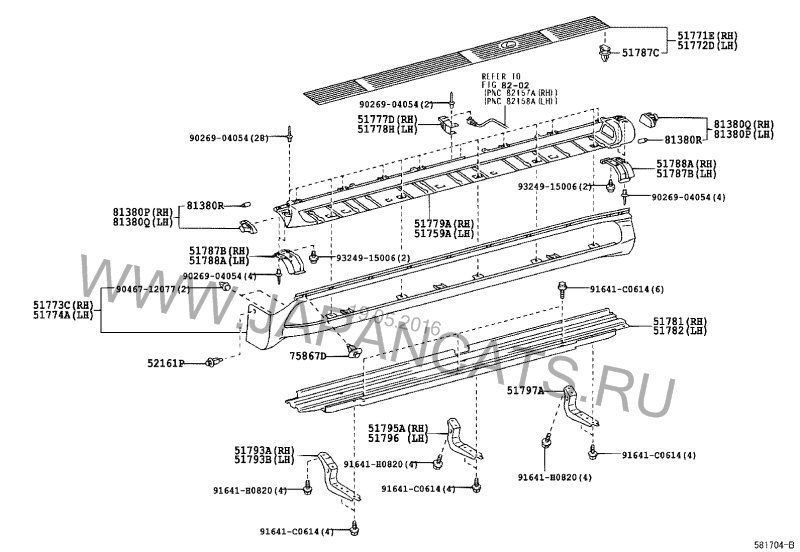 51771E(RH)
51772D(LH)
51787C
REFER TO
FIG 82-02
(PNC 82157A(RH))
(PNC 82158A(LH))
90269-04054(2)
51777D(RH)
51778H(LH)
90269-04054(28)
81380Q(RH)
81380P(LH)
81380R
51788A(RH)
51787B(LH)
93249-15006(2)
90269-04054(4)
81380R
81380P(RH)
81380Q(LH)
51779A(RH)
51759A(LH)
51787B(RH)
51788A(LH)
93249-15006(2)
90269-04054(4)
90467-12077(2)
91641-C0614(6)
51773C(RH)
51774A(LH)
19.05.2016
WWW.JAPANCATS.RU
51781(RH)
51782(LH)
75867D
52161P
51797A
51795A(RH)
51796 (LH)
51793A(RH)
51793B(LH)
91641-C0614(4)
91641-H0820(4)
91641-H0820(4)
91641-C0614(4)
91641-H0820(4)
91641-C0614(4)
581704-B